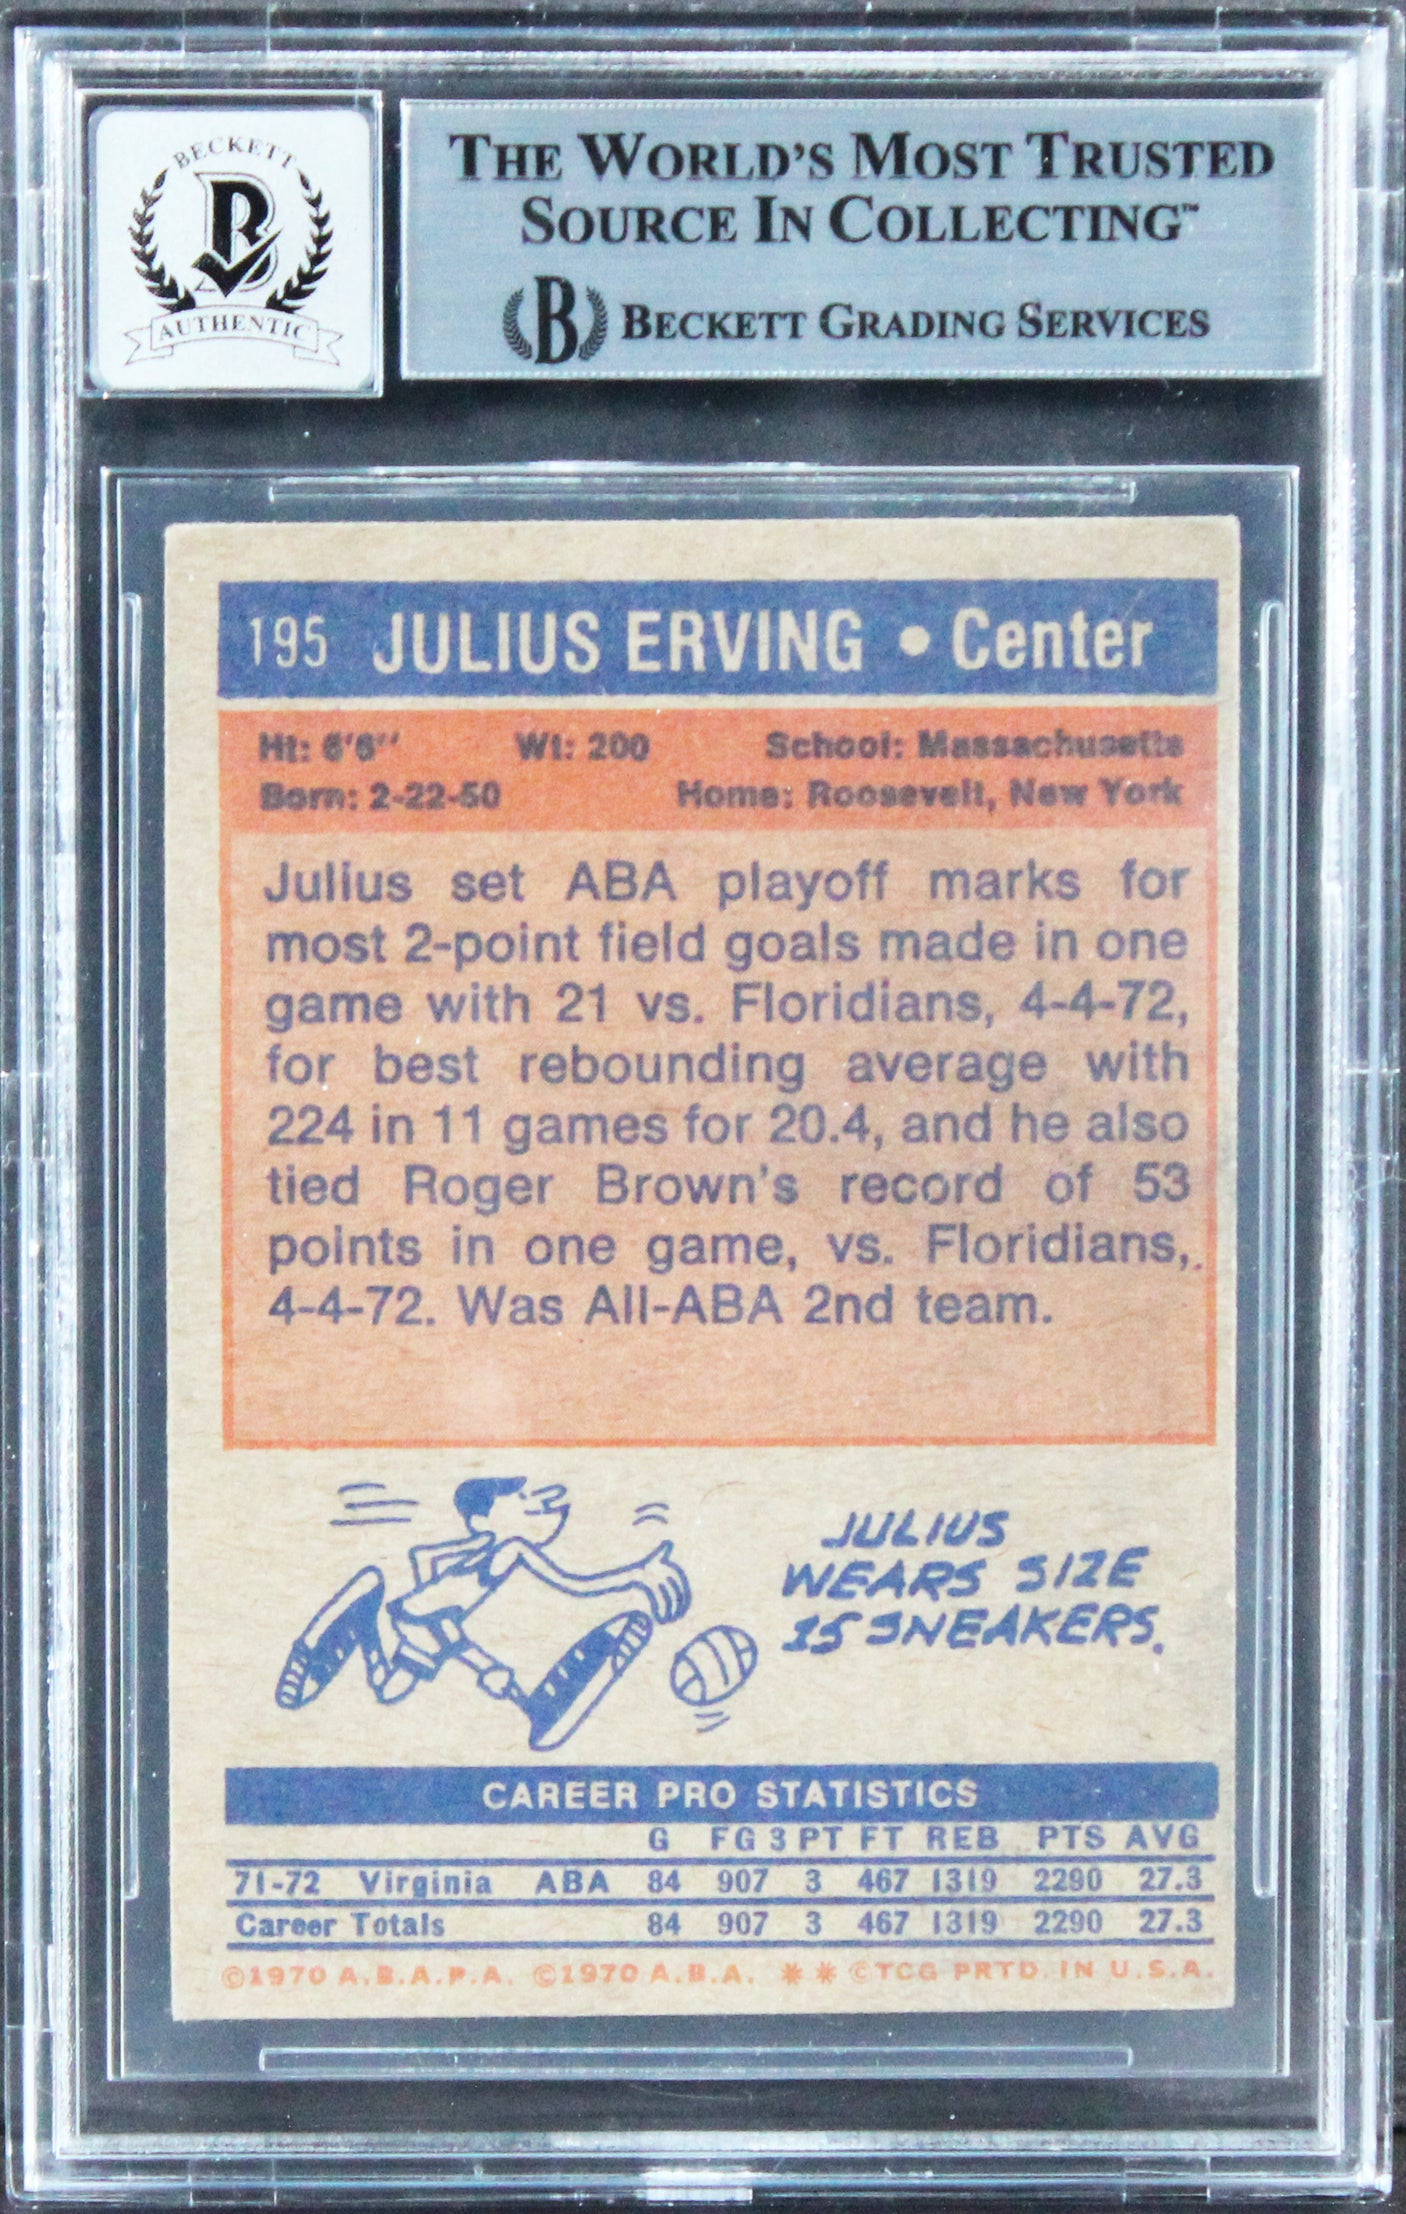 BECKETT
B
AUTHENTIC
THE WORLD'S MOST TRUSTED
SOURCE IN COLLECTING™
B BECKETT GRADING SERVICES
195 JULIUS ERVING • Center
Ht: 6'6" Wt: 200 School: Massachusetts
Born: 2-22-50 Home: Roosevelt, New York
Julius set ABA playoff marks for
most 2-point field goals made in one
game with 21 vs. Floridians, 4-4-72,
for best rebounding average with
224 in 11 games for 20.4, and he also
tied Roger Brown's record of 53
points in one game, vs. Floridians,
4-4-72. Was All-ABA 2nd team.
JULIUS
WEARS SIZE
15 SNEAKERS.
CAREER PRO STATISTICS
G FG 3 PT FT REB PTS AVG
71-72 Virginia ABA 84 907 3 467 1319 2290 27.3
Career Totals 84 907 3 467 1319 2290 27.3
©1970 A.B.A.P.A. ©1970 A.B.A. ** ©TCG PRTD. IN U.S.A.